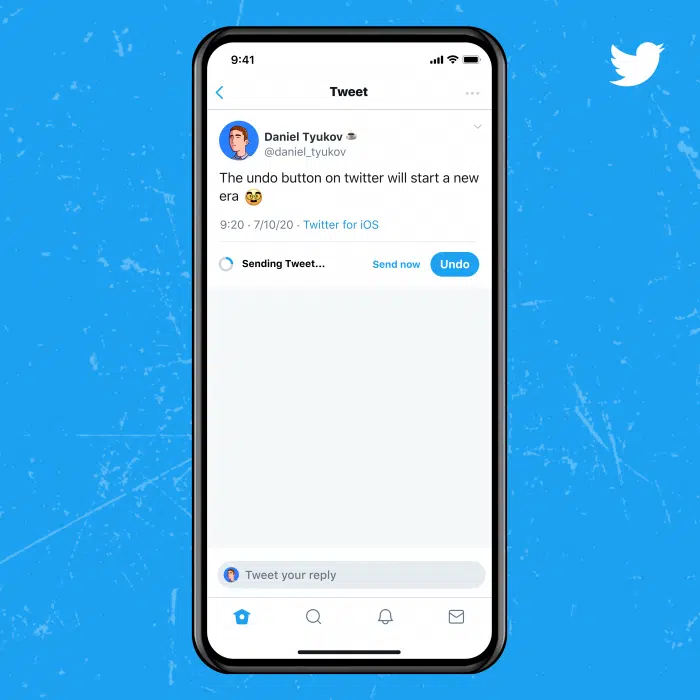 9:41
Tweet
Daniel Tyukov ☕
@daniel_tyukov
The undo button on twitter will start a new
era 🥸
9:20 · 7/10/20 · Twitter for iOS
Sending Tweet... Send now Undo
Tweet your reply